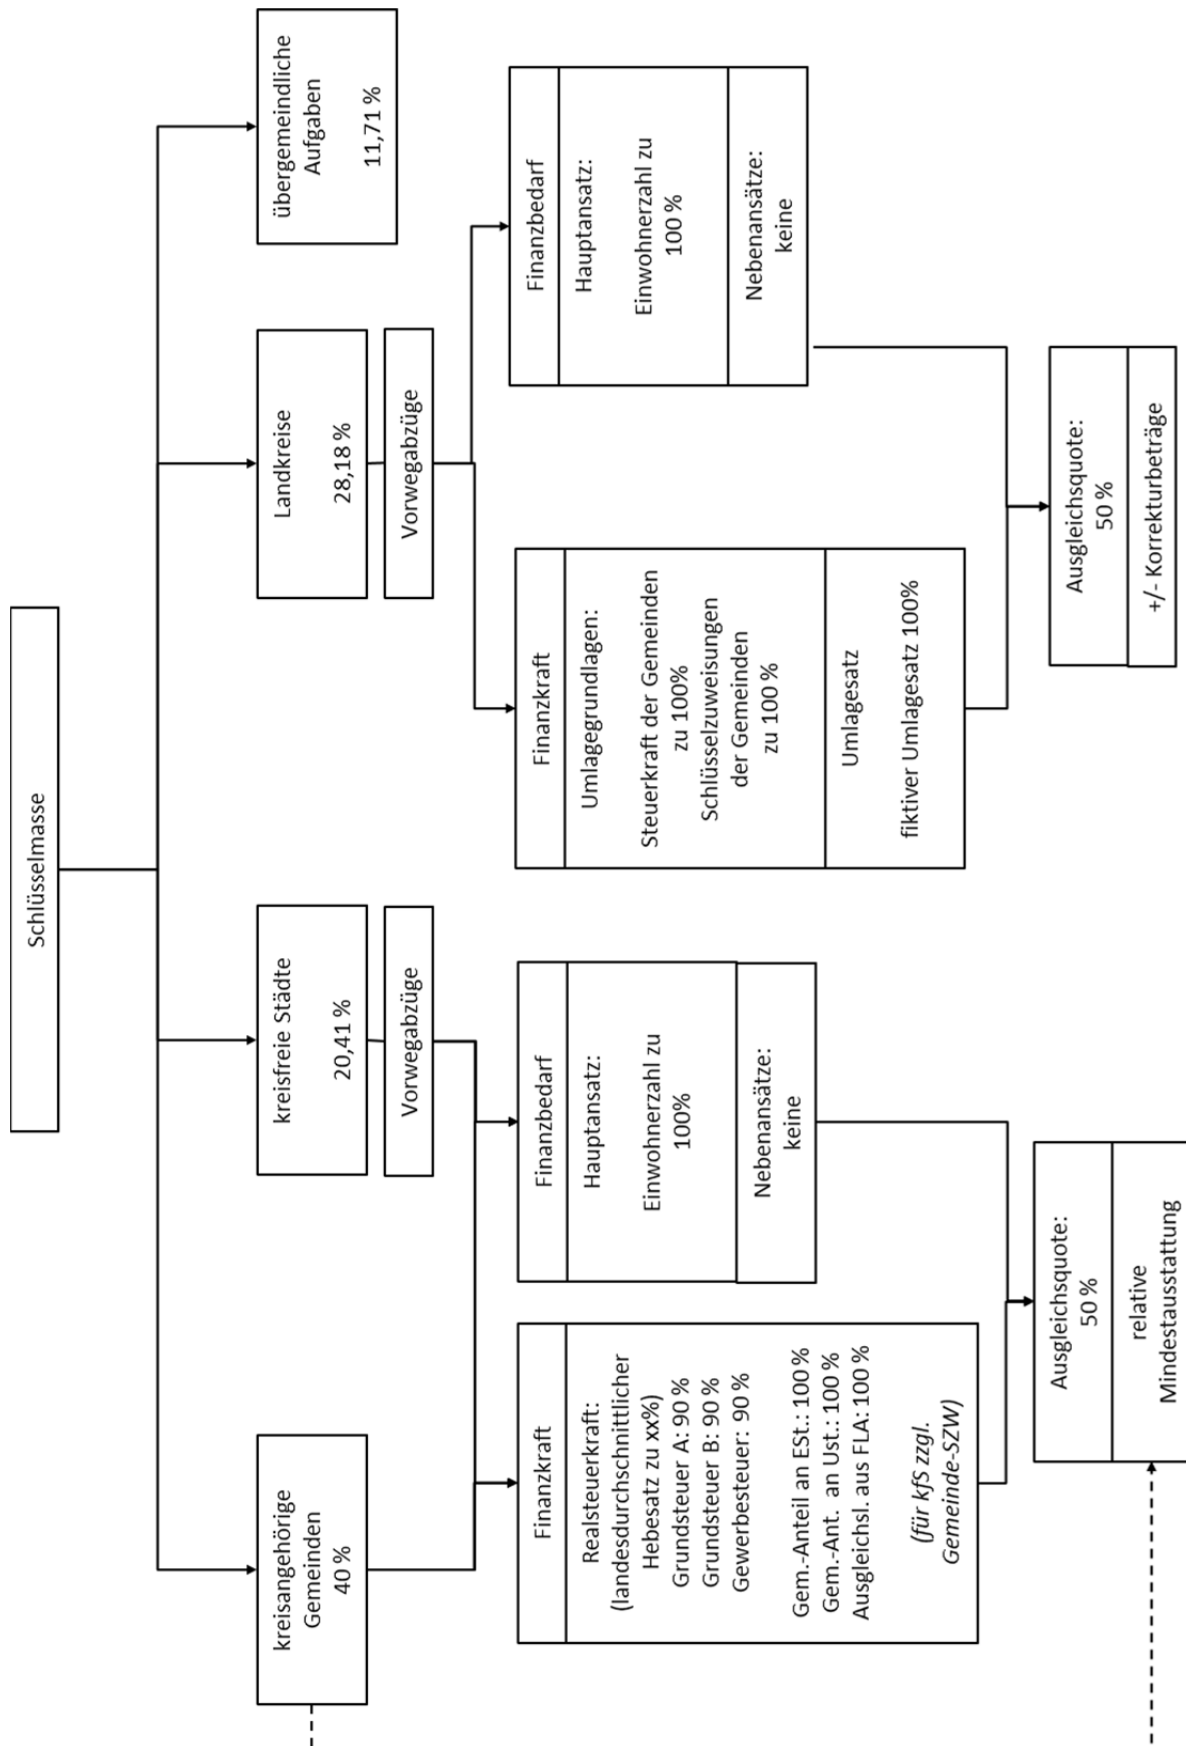 Schlüsselmasse
kreisangehörige
Gemeinden
40 %
kreisfreie Städte
20,41 %
Vorwegabzüge
Landkreise
28,18 %
Vorwegabzüge
übergemeindliche
Aufgaben
11,71 %
Finanzkraft
Realsteuerkraft:
(landesdurchschnittlicher
Hebesatz zu xx%)
Grundsteuer A: 90 %
Grundsteuer B: 90 %
Gewerbesteuer: 90 %
Gem.-Anteil an ESt.: 100 %
Gem.-Ant. an Ust.: 100 %
Ausgleichsl. aus FLA: 100 %
(für kfS zzgl.
Gemeinde-SZW)
Finanzbedarf
Hauptansatz:
Einwohnerzahl zu
100%
Nebenansätze:
keine
Finanzkraft
Umlagegrundlagen:
Steuerkraft der Gemeinden
zu 100%
Schlüsselzuweisungen
der Gemeinden
zu 100 %
Umlagesatz
fiktiver Umlagesatz 100%
Finanzbedarf
Hauptansatz:
Einwohnerzahl zu
100 %
Nebenansätze:
keine
Ausgleichsquote:
50 %
relative
Mindestausstattung
Ausgleichsquote:
50 %
+/- Korrekturbeträge